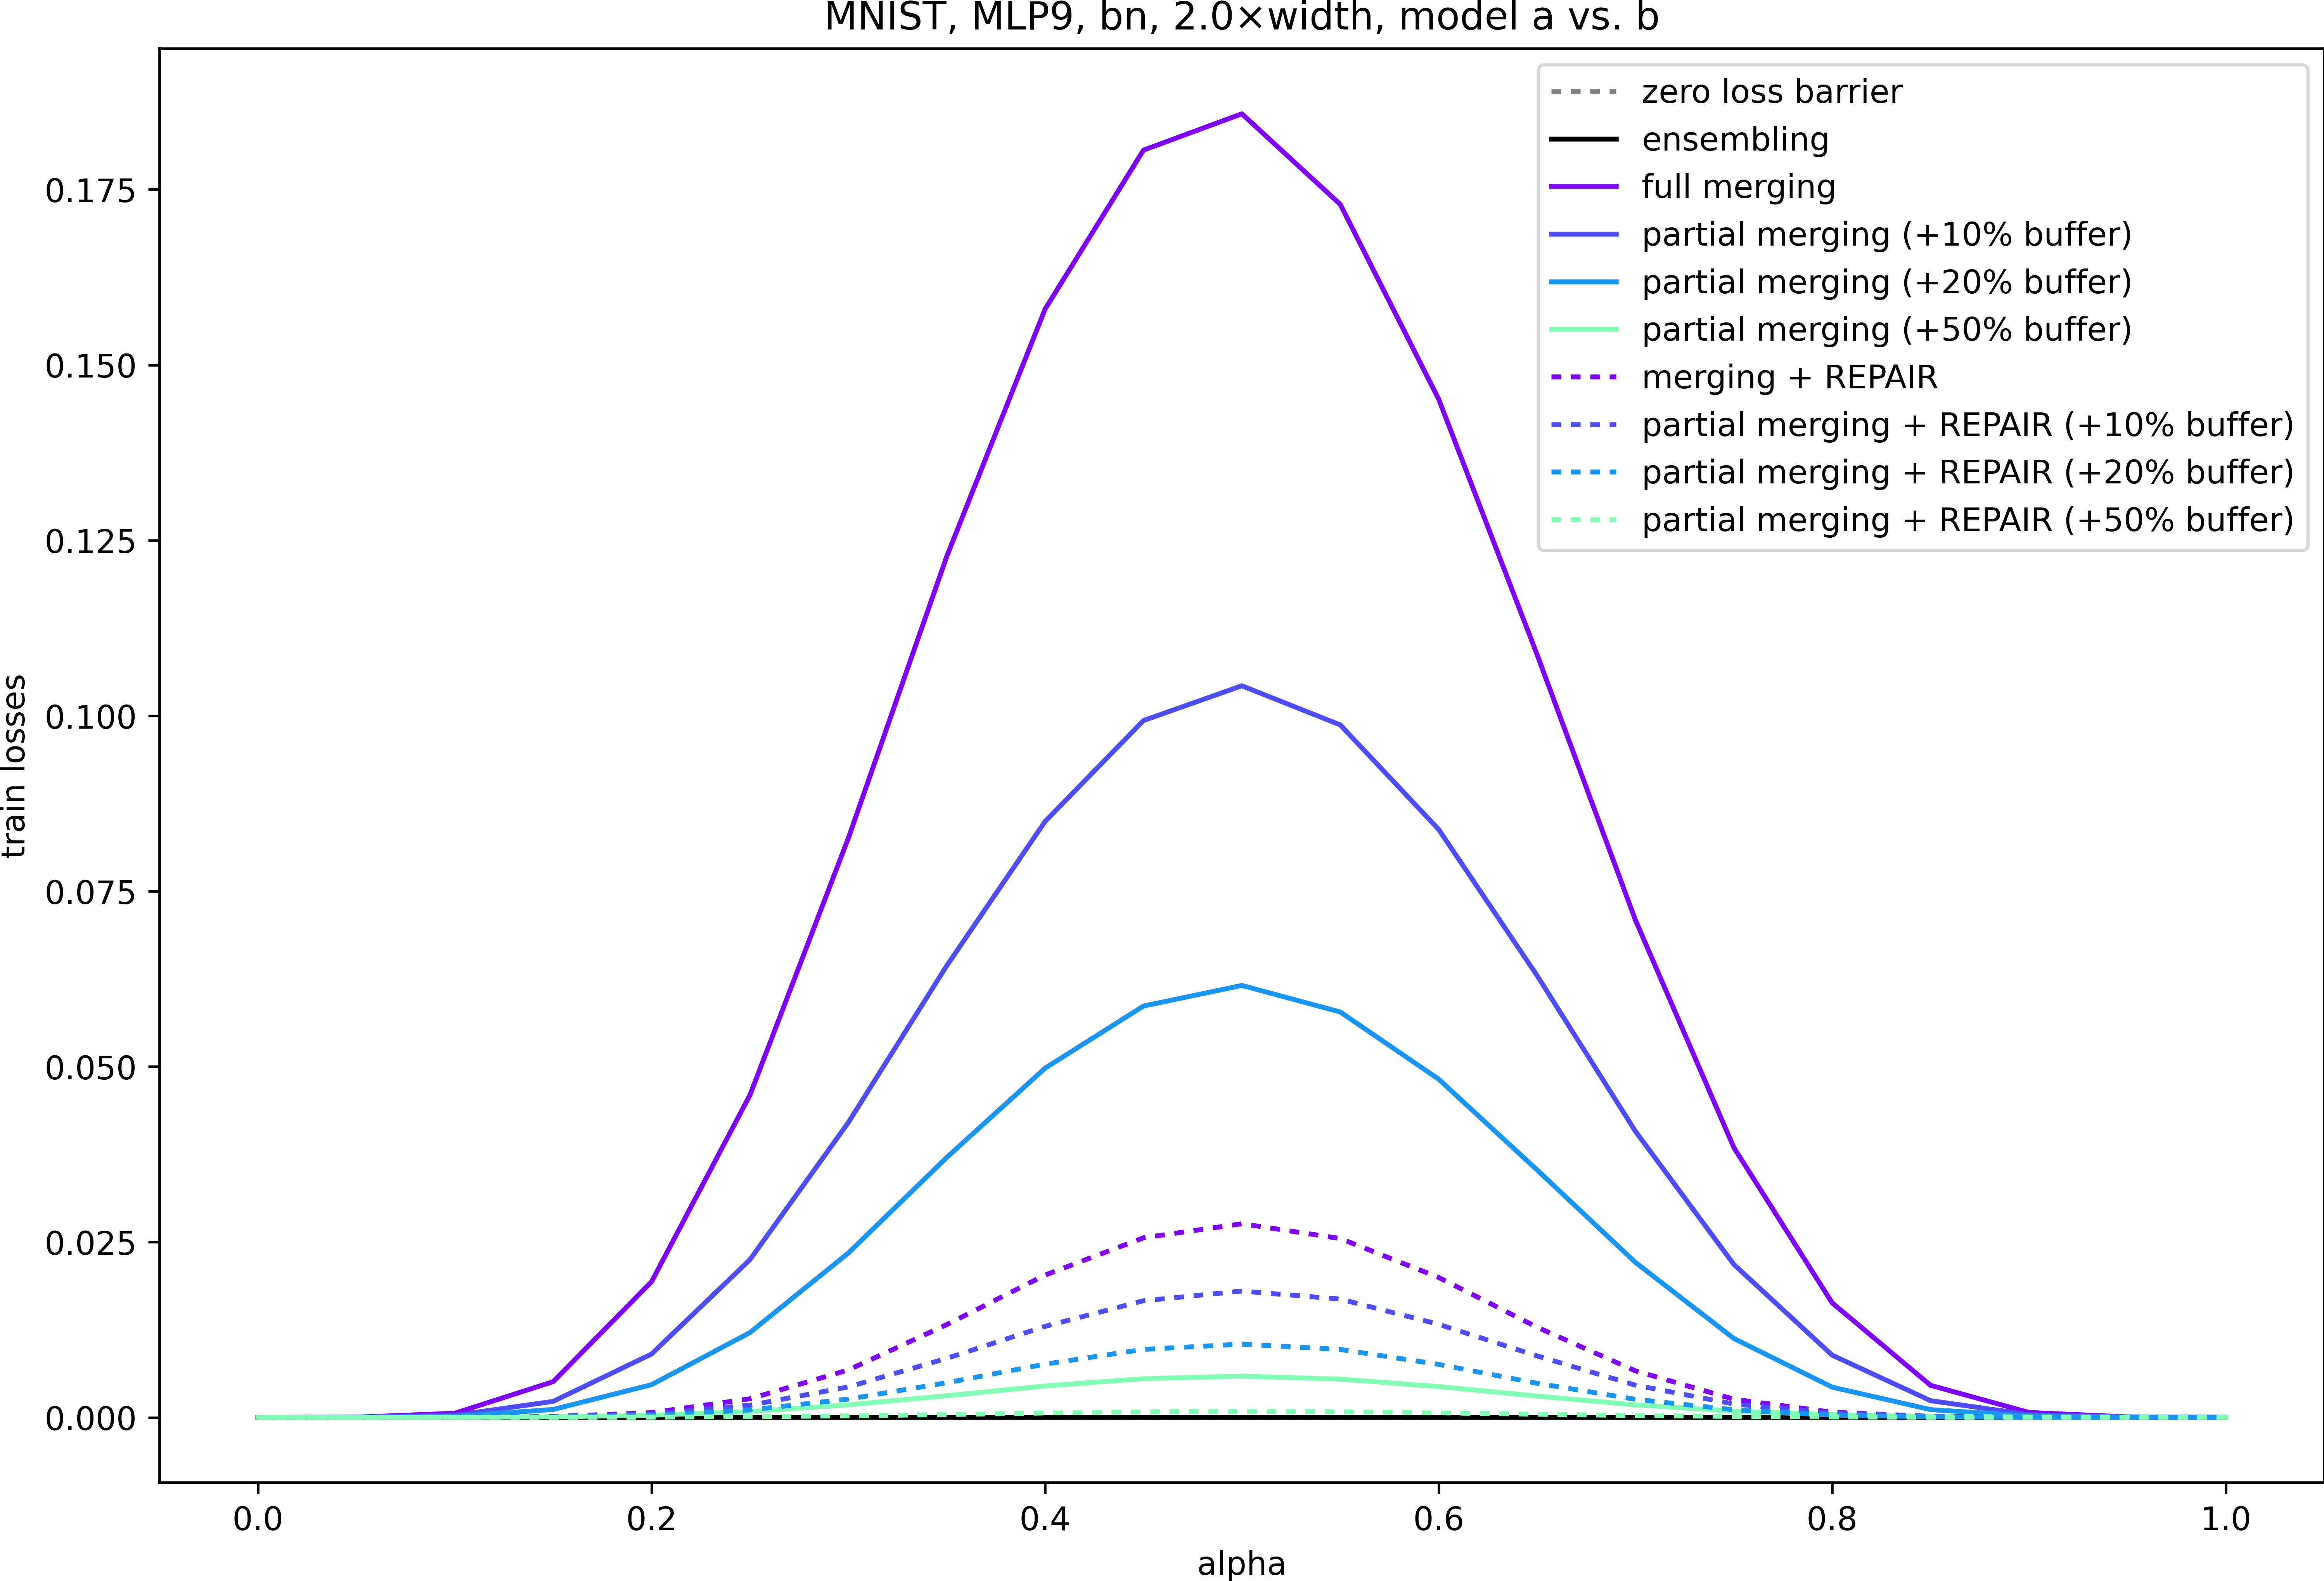 MNIST, MLP9, bn, 2.0×width, model a vs. b
zero loss barrier
ensembling
full merging
partial merging (+10% buffer)
partial merging (+20% buffer)
partial merging (+50% buffer)
merging + REPAIR
partial merging + REPAIR (+10% buffer)
partial merging + REPAIR (+20% buffer)
partial merging + REPAIR (+50% buffer)
train losses
0.175
0.150
0.125
0.100
0.075
0.050
0.025
0.000
0.0 0.2 0.4 0.6 0.8 1.0
alpha